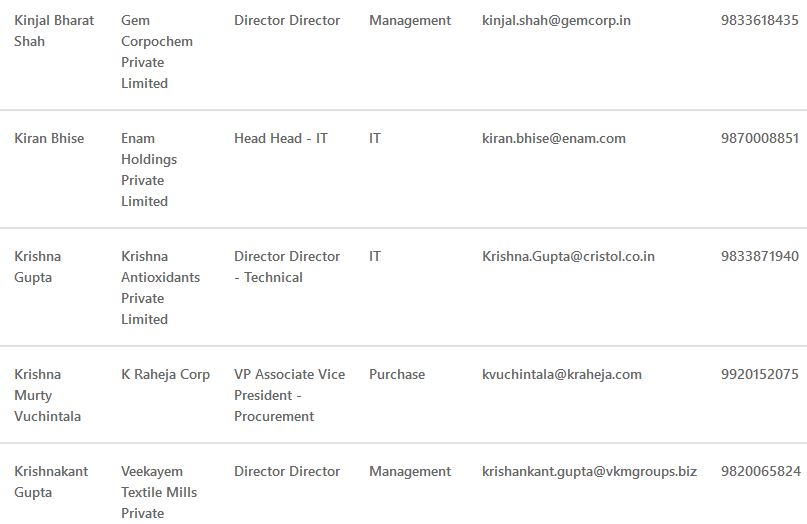 Kinjal Bharat Shah Gem Corpochem Private Limited Director Director Management kinjal.shah@gemcorp.in 9833618435
Kiran Bhise Enam Holdings Private Limited Head Head - IT IT kiran.bhise@enam.com 9870008851
Krishna Gupta Krishna Antioxidants Private Limited Director Director - Technical IT Krishna.Gupta@cristol.co.in 9833871940
Krishna Murty Vuchintala K Raheja Corp VP Associate Vice President - Procurement Purchase kvuchintala@kraheja.com 9920152075
Krishnakant Gupta Veekayem Textile Mills Private Director Director Management krishankant.gupta@vkmgroups.biz 9820065824